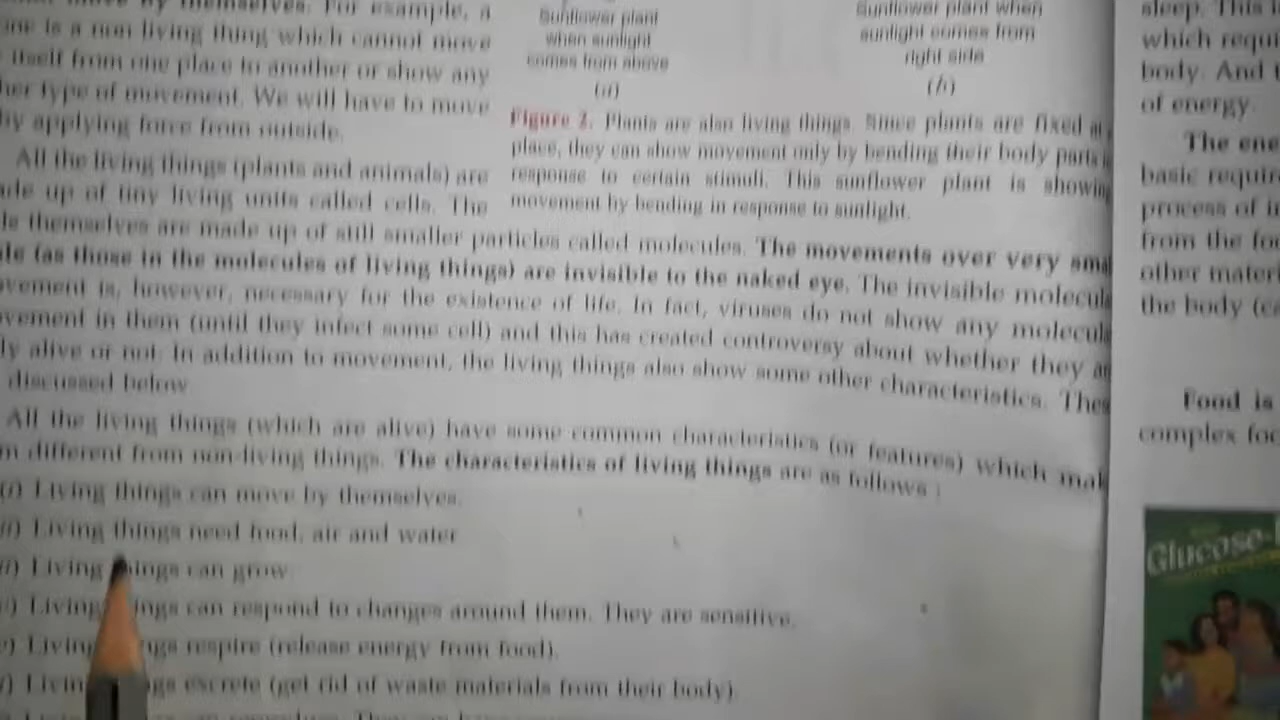 by themselves. For example, a
is a non living thing which cannot move
itself from one place to another or show any
type of movement. We will have to move
by applying force from outside.
All the living things (plants and animals) are
up of tiny living units called cells. The
themselves are made up of still smaller particles called molecules. The movements over very
(as those in the molecules of living things) are invisible to the naked eye. The invisible
is, however, necessary for the existence of life. In fact, viruses do not show any
in them (until they infect some cell) and this has created controversy about whether they
alive or not. In addition to movement, the living things also show some other characteristics.
discussed below
All the living things (which are alive) have some common characteristics (or features) which
different from non-living things. The characteristics of living things are as follows :
(i) Living things can move by themselves.
Living things need food, air and water
Living things can grow
Living things can respond to changes around them. They are sensitive.
Living things respire (release energy from food).
Living things excrete (get rid of waste materials from their body).
Sunflower plant
when sunlight
comes from above
(a)
Sunflower plant when
sunlight comes from
right side
(b)
Figure 2. Plants are also living things. Since plants are fixed at
place, they can show movement only by bending their body parts
response to certain stimuli. This sunflower plant is showing
movement by bending in response to sunlight.
sleep. This
which
body. And
of energy.
The
basic
process of
from the
other
the body
Food is
complex
Glucose-